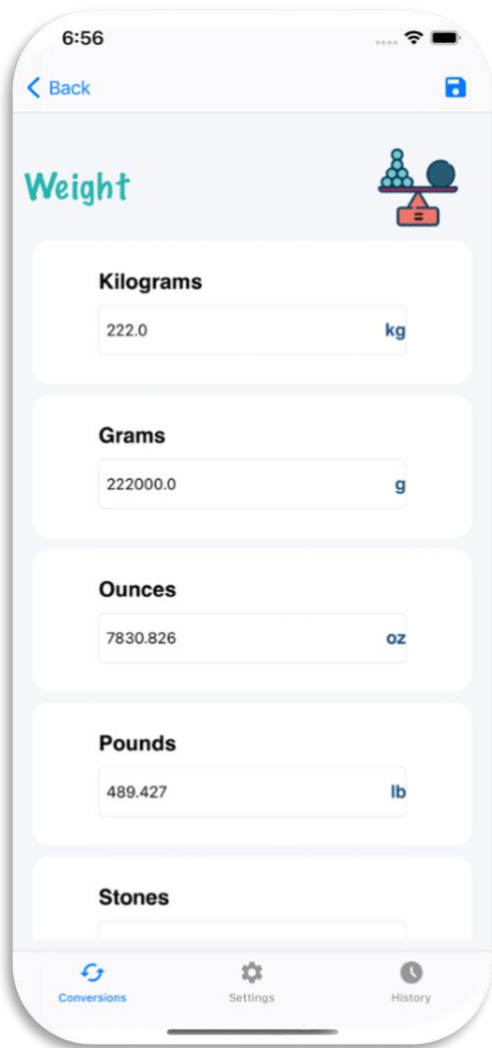 6:56
Back
Weight
Kilograms
222.0 kg
Grams
222000.0 g
Ounces
7830.826 oz
Pounds
489.427 lb
Stones
Conversions Settings History